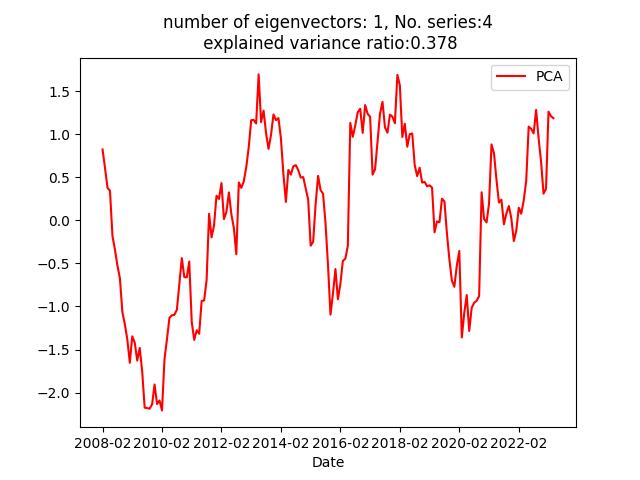 number of eigenvectors: 1, No. series:4
explained variance ratio:0.378
PCA
1.5
1.0
0.5
0.0
−0.5
−1.0
−1.5
−2.0
2008-02 2010-02 2012-02 2014-02 2016-02 2018-02 2020-02 2022-02
Date